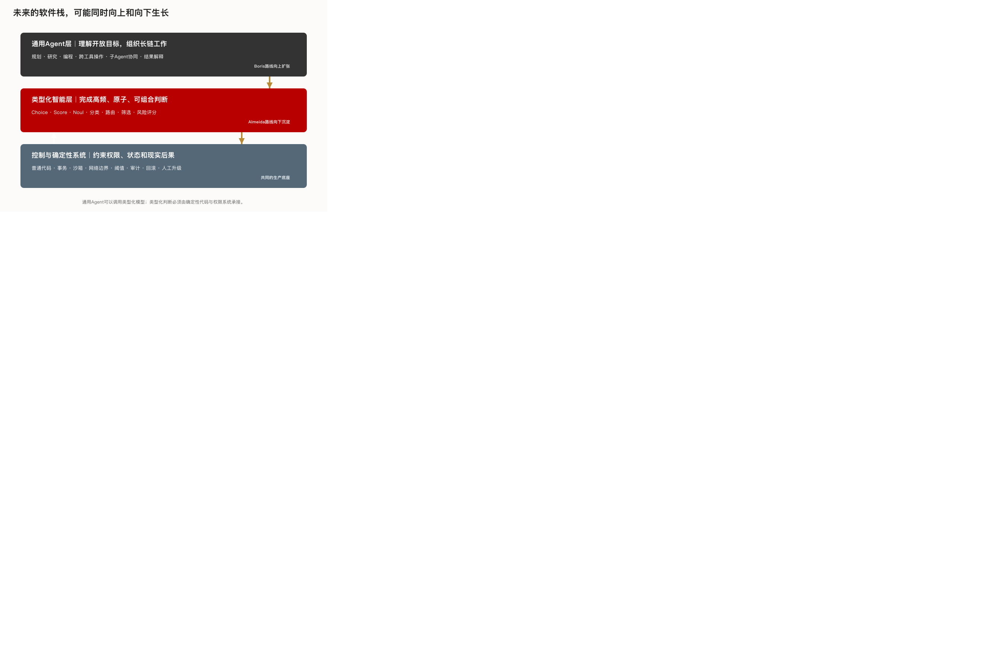 未来的软件栈，可能同时向上和向下生长
通用Agent层｜理解开放目标，组织长链工作
规划 · 研究 · 编程 · 跨工具操作 · 子Agent协同 · 结果解释
Boris路线向上扩张
类型化智能层｜完成高频、原子、可组合判断
Choice · Score · Noul · 分类 · 路由 · 筛选 · 风险评分
Almeida路线向下沉淀
控制与确定性系统｜约束权限、状态和现实后果
普通代码 · 事务 · 沙箱 · 网络边界 · 阈值 · 审计 · 回滚 · 人工升级
共同的生产底座
通用Agent可以调用类型化模型；类型化判断必须由确定性代码与权限系统承接。